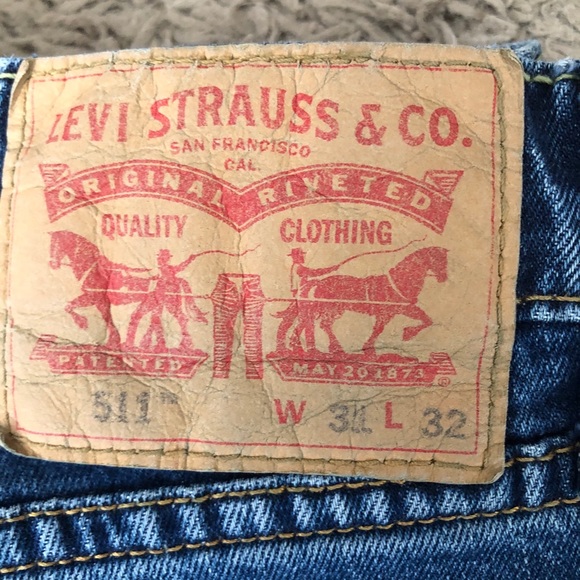 LEVI STRAUSS & CO.
SAN FRANCISCO
CAL.
ORIGINAL RIVETED
QUALITY CLOTHING
PATENTED MAY 20 1873 ®
511™ W L 32